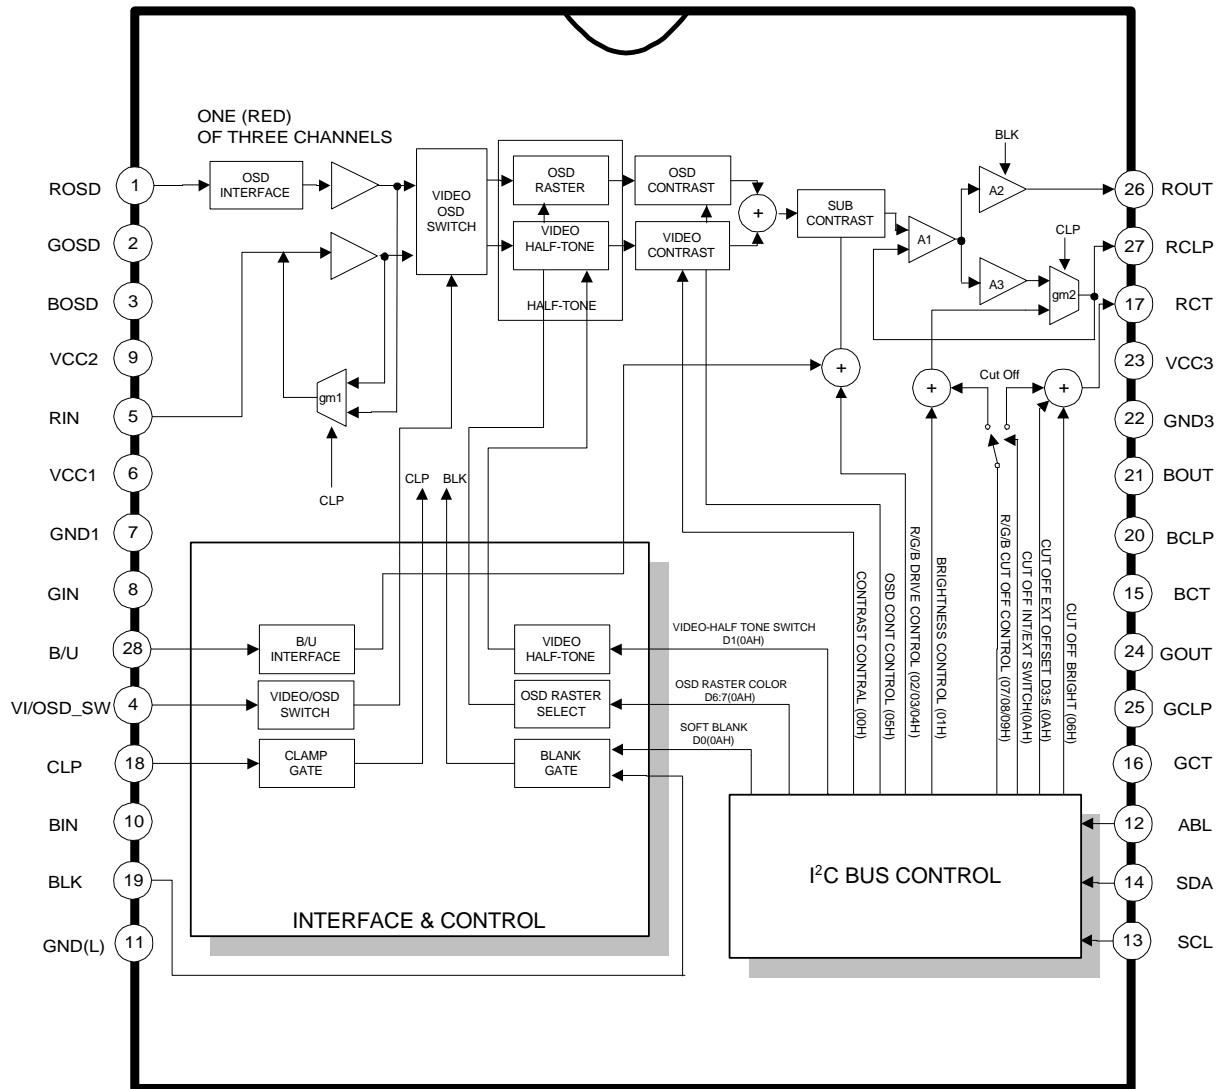 ONE (RED)
OF THREE CHANNELS
ROSD
1
GOSD
2
BOSD
3
VCC2
9
RIN
5
VCC1
6
GND1
7
GIN
8
B/U
28
VI/OSD_SW
4
CLP
18
BIN
10
BLK
19
GND(L)
11
OSD
INTERFACE
VIDEO
OSD
SWITCH
OSD
RASTER
VIDEO
HALF-TONE
HALF-TONE
OSD
CONTRAST
VIDEO
CONTRAST
+
SUB
CONTRAST
A1
BLK
A2
CLP
A3
gm2
gm1
CLP
+
+
Cut Off
+
CLP
BLK
26
ROUT
27
RCLP
17
RCT
23
VCC3
22
GND3
21
BOUT
20
BCLP
15
BCT
24
GOUT
25
GCLP
16
GCT
12
ABL
14
SDA
13
SCL
B/U
INTERFACE
VIDEO/OSD
SWITCH
CLAMP
GATE
VIDEO
HALF-TONE
OSD RASTER
SELECT
BLANK
GATE
INTERFACE & CONTROL
VIDEO-HALF TONE SWITCH
D1(0AH)
OSD RASTER COLOR
D6:7(0AH)
SOFT BLANK
D0(0AH)
CONTRAST CONTRAL (00H)
OSD CONT CONTROL (05H)
R/G/B DRIVE CONTROL (02/03/04H)
BRIGHTNESS CONTROL (01H)
R/G/B CUT OFF CONTROL (07/08/09H)
CUT OFF INT/EXT SWITCH(0AH)
CUT OFF EXT OFFSET D3:5 (0AH)
CUT OFF BRIGHT (06H)
I²C BUS CONTROL